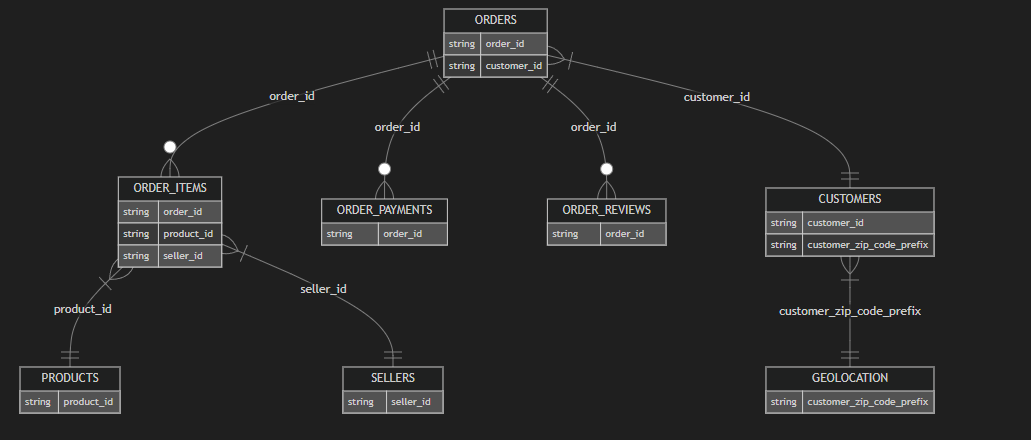 ORDERS
string order_id
string customer_id
order_id
customer_id
order_id
order_id
ORDER_ITEMS
string order_id
string product_id
string seller_id
ORDER_PAYMENTS
string order_id
ORDER_REVIEWS
string order_id
CUSTOMERS
string customer_id
string customer_zip_code_prefix
product_id
seller_id
customer_zip_code_prefix
PRODUCTS
string product_id
SELLERS
string seller_id
GEOLOCATION
string customer_zip_code_prefix